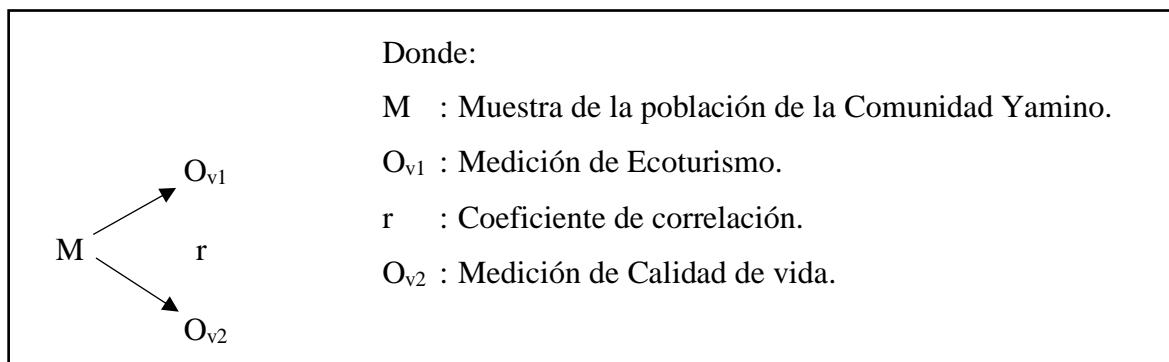 Donde:
M : Muestra de la población de la Comunidad Yamino.
Ov1 : Medición de Ecoturismo.
r : Coeficiente de correlación.
Ov2 : Medición de Calidad de vida.
Ov1
M r
Ov2